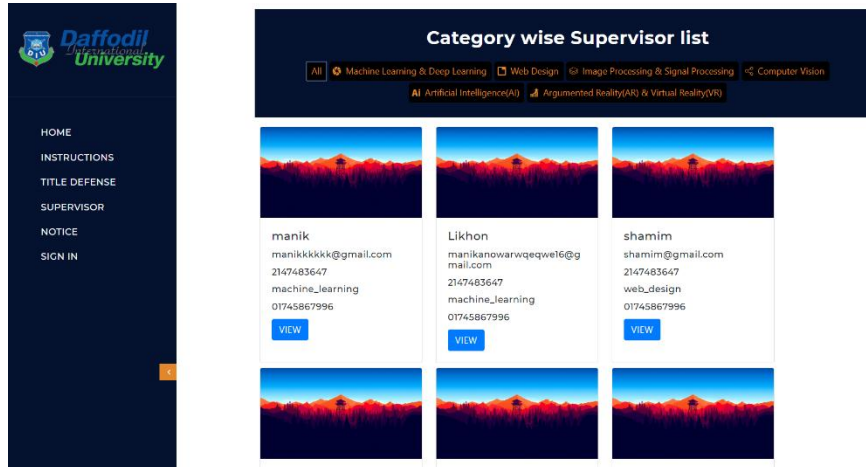 Daffodil
International
University
DIU
HOME
INSTRUCTIONS
TITLE DEFENSE
SUPERVISOR
NOTICE
SIGN IN
Category wise Supervisor list
All Machine Learning & Deep Learning Web Design Image Processing & Signal Processing Computer Vision
Ai Artificial Intelligence(AI) Argumented Reality(AR) & Virtual Reality(VR)
manik
manikkkkkk@gmail.com
2147483647
machine_learning
01745867996
VIEW
Likhon
manikanowarwqeqwe16@g
mail.com
2147483647
machine_learning
01745867996
VIEW
shamim
shamim@gmail.com
2147483647
web_design
01745867996
VIEW